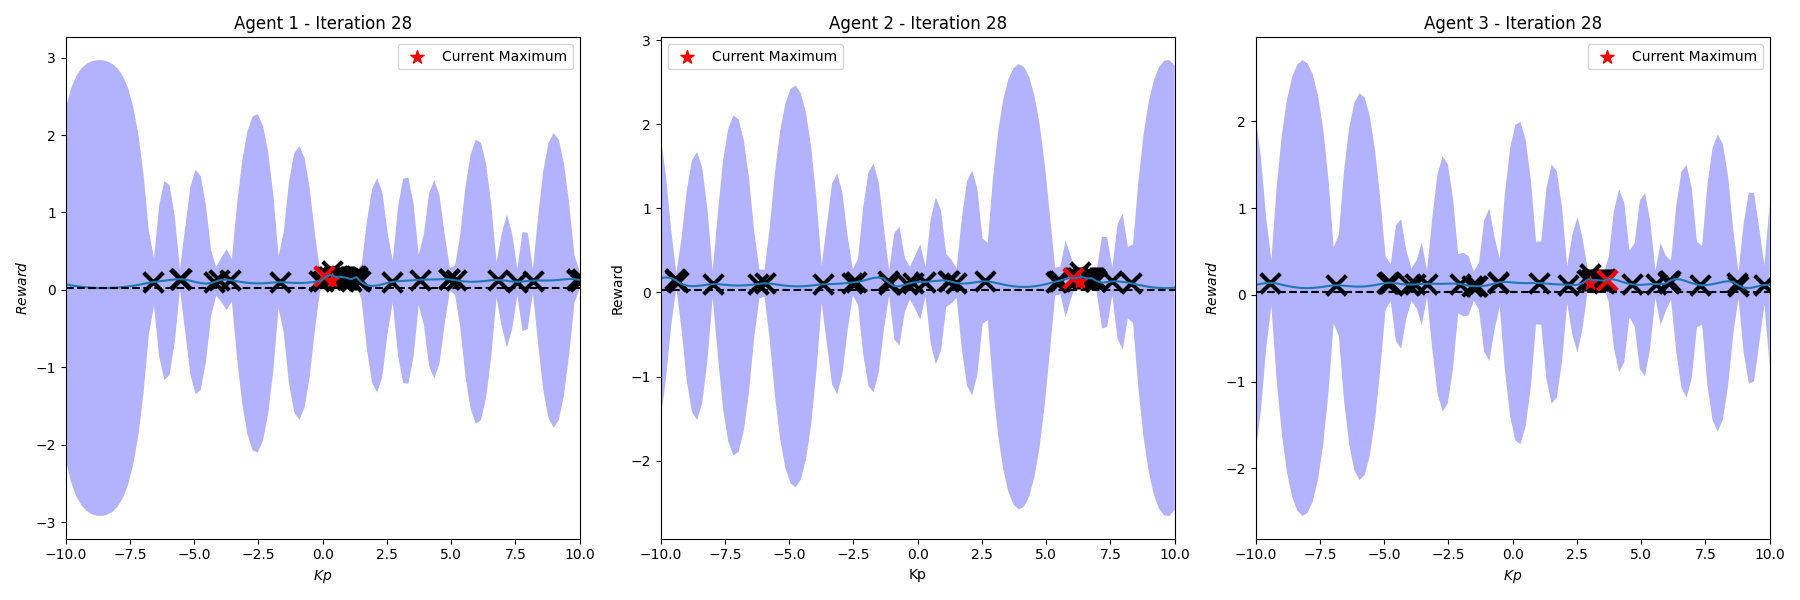 Agent 1 - Iteration 28
Current Maximum
3
2
1
0
−1
−2
−3
Reward
−10.0 −7.5 −5.0 −2.5 0.0 2.5 5.0 7.5 10.0
Kp
Agent 2 - Iteration 28
Current Maximum
3
2
1
0
−1
−2
Reward
−10.0 −7.5 −5.0 −2.5 0.0 2.5 5.0 7.5 10.0
Kp
Agent 3 - Iteration 28
Current Maximum
2
1
0
−1
−2
Reward
−10.0 −7.5 −5.0 −2.5 0.0 2.5 5.0 7.5 10.0
Kp